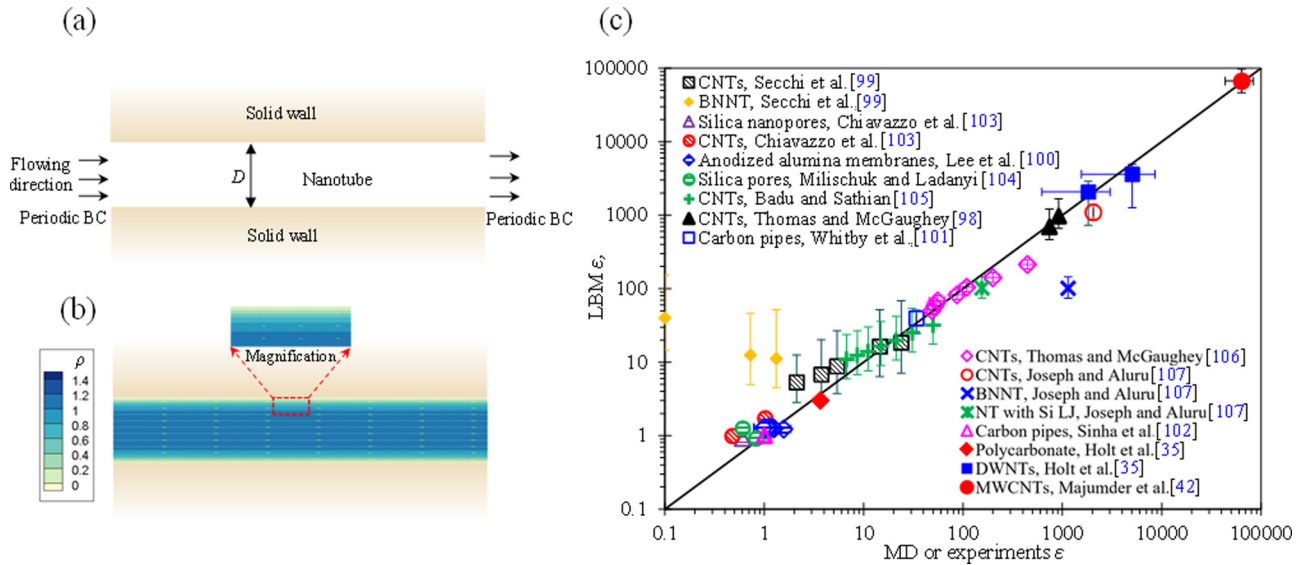 (a)
Solid wall
Flowing
direction
Periodic BC
D
Nanotube
Periodic BC
Solid wall
(b)
Magnification
ρ
1.4
1.2
1
0.8
0.6
0.4
0.2
0
(c)
LBM ε,
100000
10000
1000
100
10
1
0.1
CNTs, Secchi et al.[99]
BNNT, Secchi et al.[99]
Silica nanopores, Chiavazzo et al.[103]
CNTs, Chiavazzo et al.[103]
Anodized alumina membranes, Lee et al.[100]
Silica pores, Milischuk and Ladanyi[104]
CNTs, Badu and Sathian[105]
CNTs, Thomas and McGaughey[98]
Carbon pipes, Whitby et al.,[101]
CNTs, Thomas and McGaughey[106]
CNTs, Joseph and Aluru[107]
BNNT, Joseph and Aluru[107]
NT with Si LJ, Joseph and Aluru[107]
Carbon pipes, Sinha et al.[102]
Polycarbonate, Holt et al.[35]
DWNTs, Holt et al.[35]
MWCNTs, Majumder et al.[42]
0.1 1 10 100 1000 10000 100000
MD or experiments ε